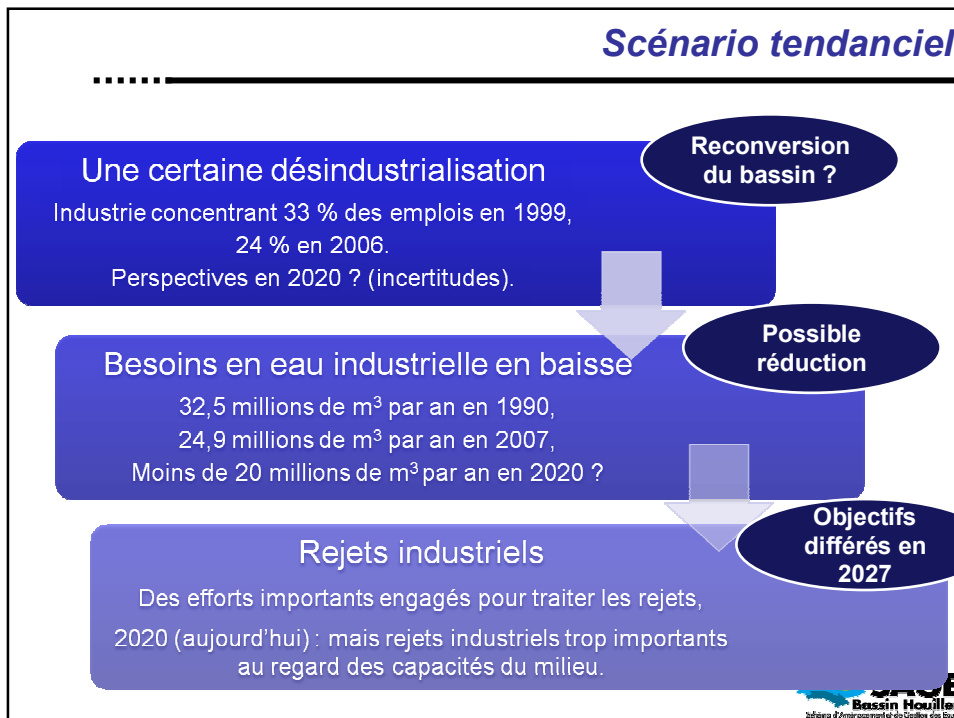 Scénario tendanciel
Reconversion
du bassin ?
Une certaine désindustrialisation
Industrie concentrant 33 % des emplois en 1999,
24 % en 2006.
Perspectives en 2020 ? (incertitudes).
Possible
réduction
Besoins en eau industrielle en baisse
32,5 millions de m³ par an en 1990,
24,9 millions de m³ par an en 2007,
Moins de 20 millions de m³ par an en 2020 ?
Objectifs
différés en
2027
Rejets industriels
Des efforts importants engagés pour traiter les rejets,
2020 (aujourd'hui) : mais rejets industriels trop importants
au regard des capacités du milieu.
Bassin Houille